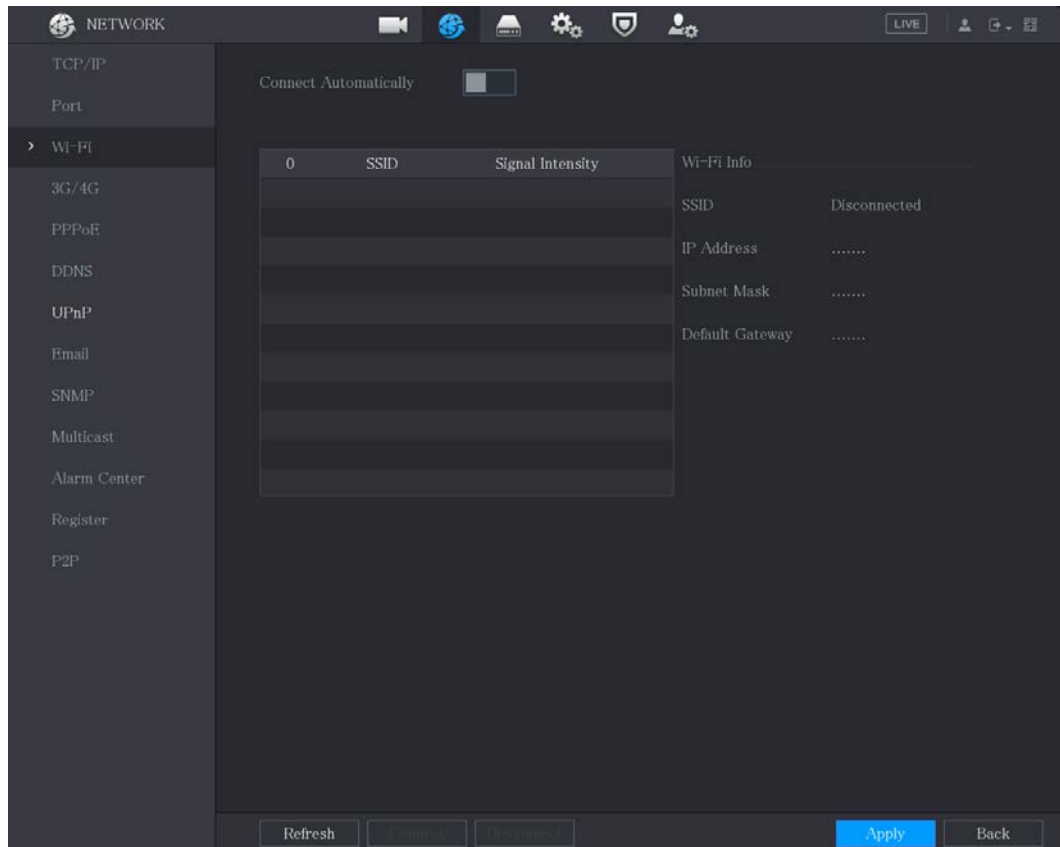 NETWORK
LIVE
TCP/IP
Port
Wi-Fi
3G/4G
PPPoE
DDNS
UPnP
Email
SNMP
Multicast
Alarm Center
Register
P2P
Connect Automatically
0 SSID Signal Intensity
Wi-Fi Info
SSID Disconnected
IP Address .......
Subnet Mask .......
Default Gateway .......
Refresh Connect Disconnect Apply Back